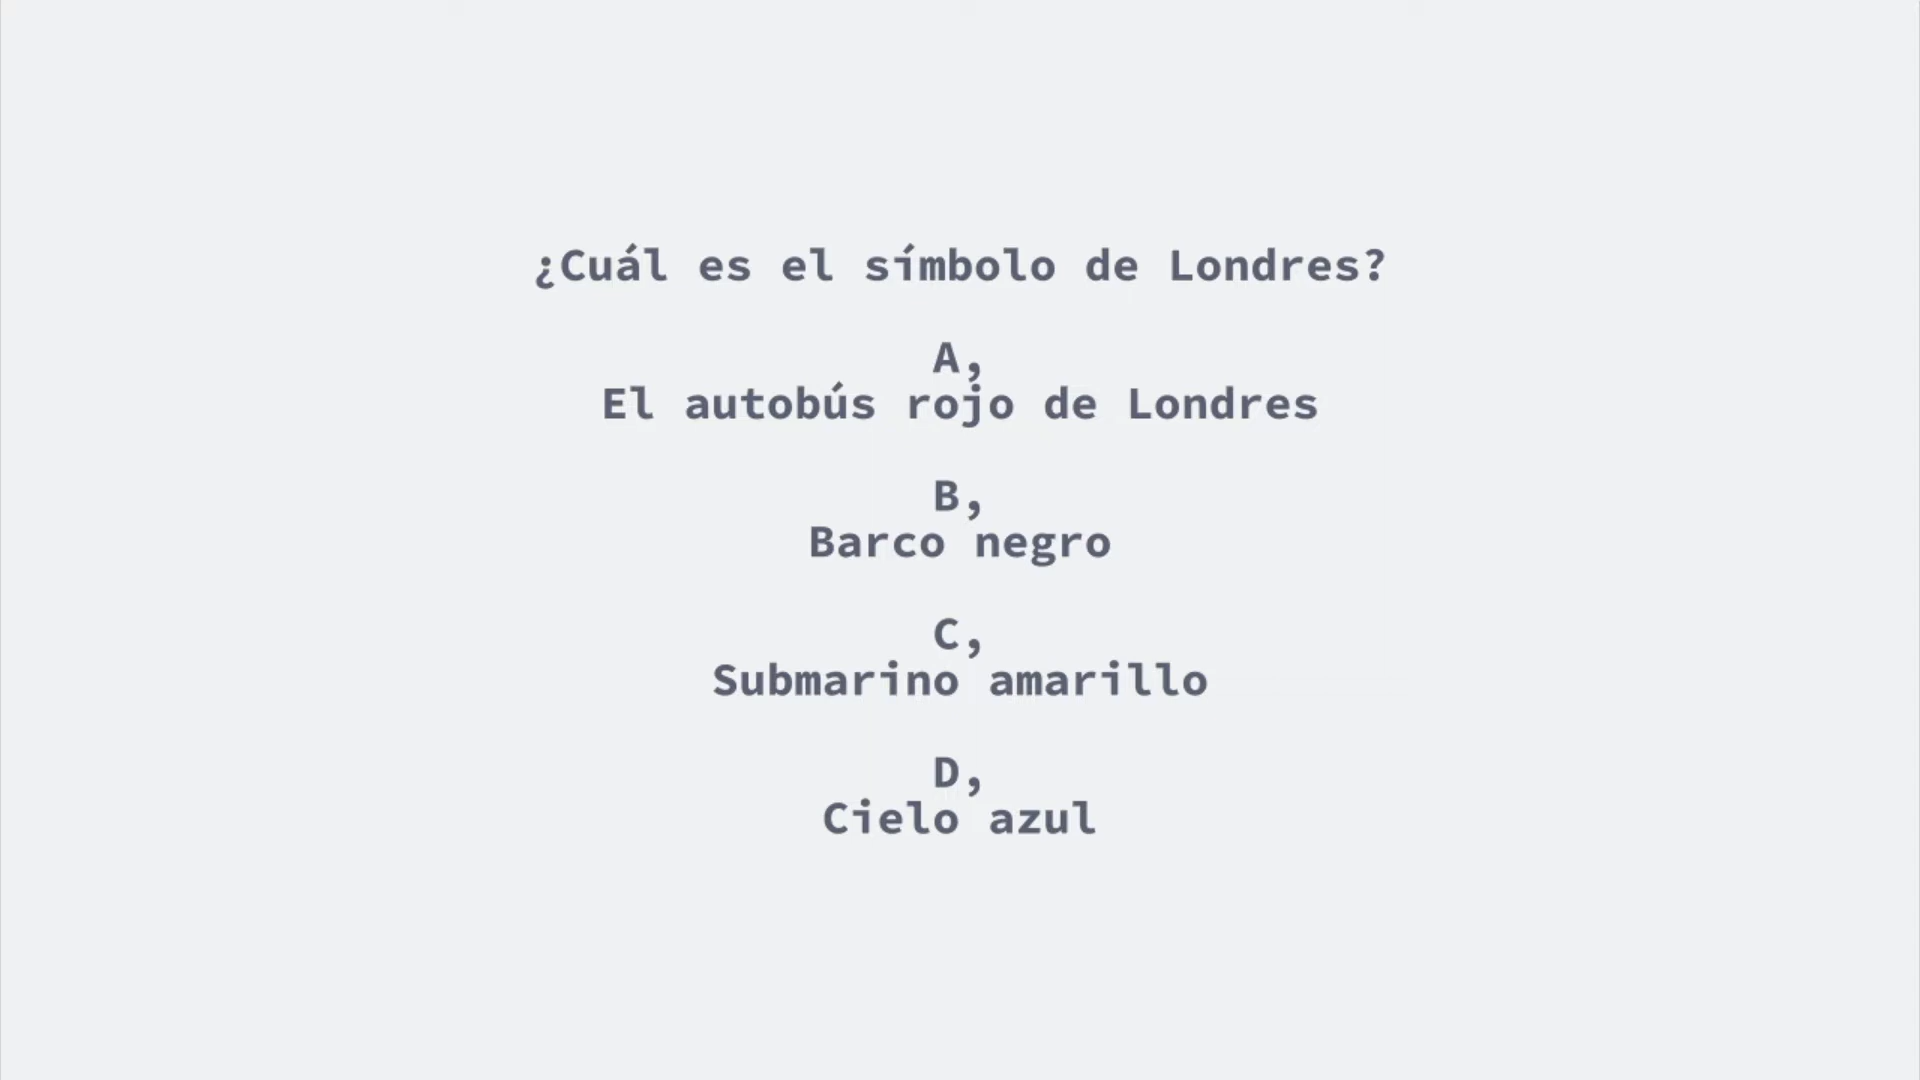 ¿Cuál es el símbolo de Londres?
A,
El autobús rojo de Londres
B,
Barco negro
C,
Submarino amarillo
D,
Cielo azul